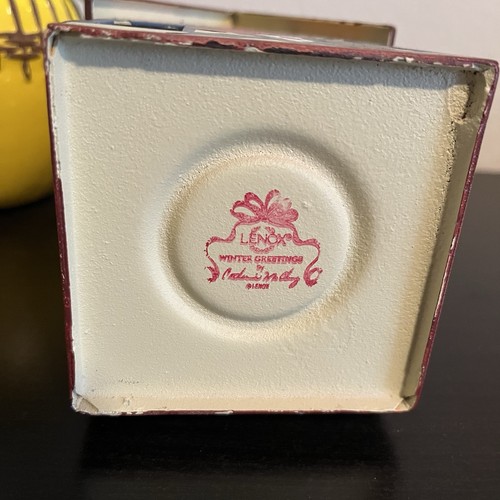 LENOX®
WINTER GREETINGS
by
Catherine McClung
© LENOX